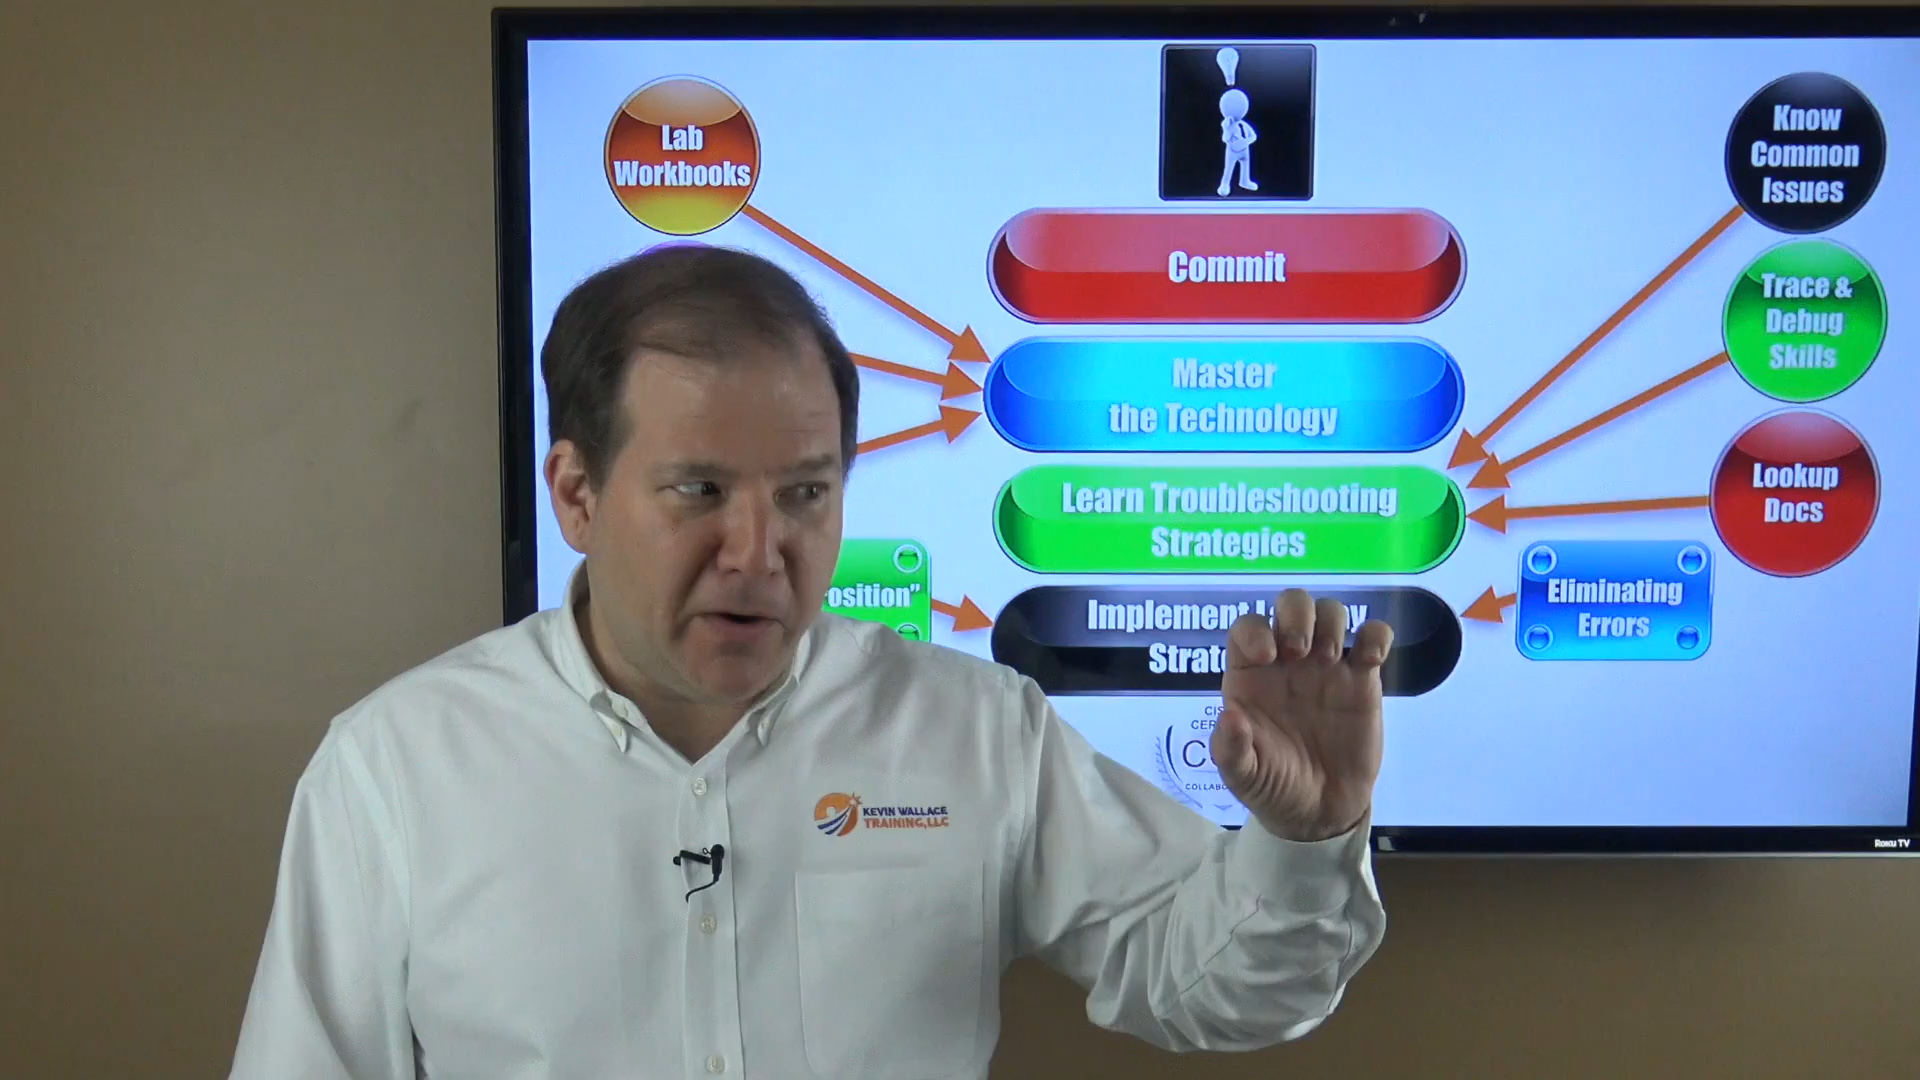 Lab
Workbooks
Know
Common
Issues
Commit
Trace &
Debug
Skills
Master
the Technology
Lookup
Docs
Learn Troubleshooting
Strategies
osition”
Eliminating
Errors
Implement
COLLAB
KEVIN WALLACE
TRAINING, LLC
Roku TV